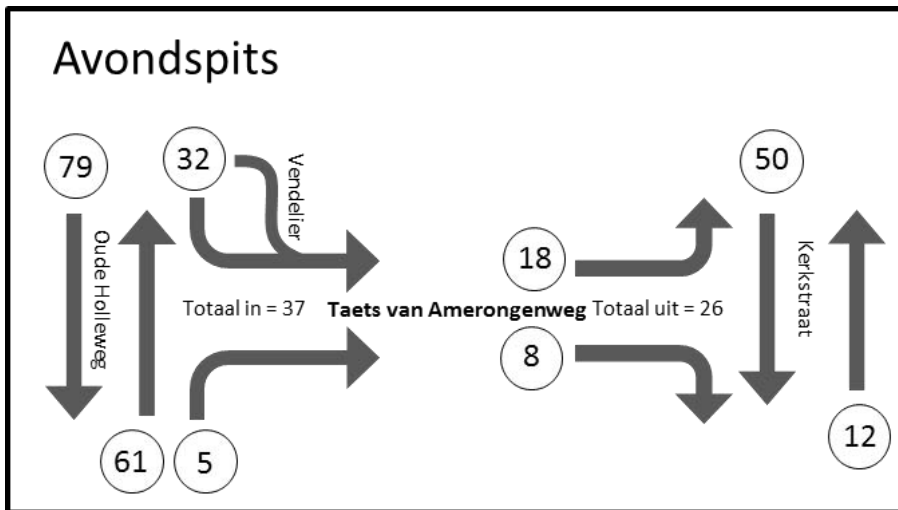 Avondspits
79
32
50
Vendelier
Oude Holleweg
18
Kerkstraat
Totaal in = 37
Taets van Amerongenweg
Totaal uit = 26
8
61
5
12